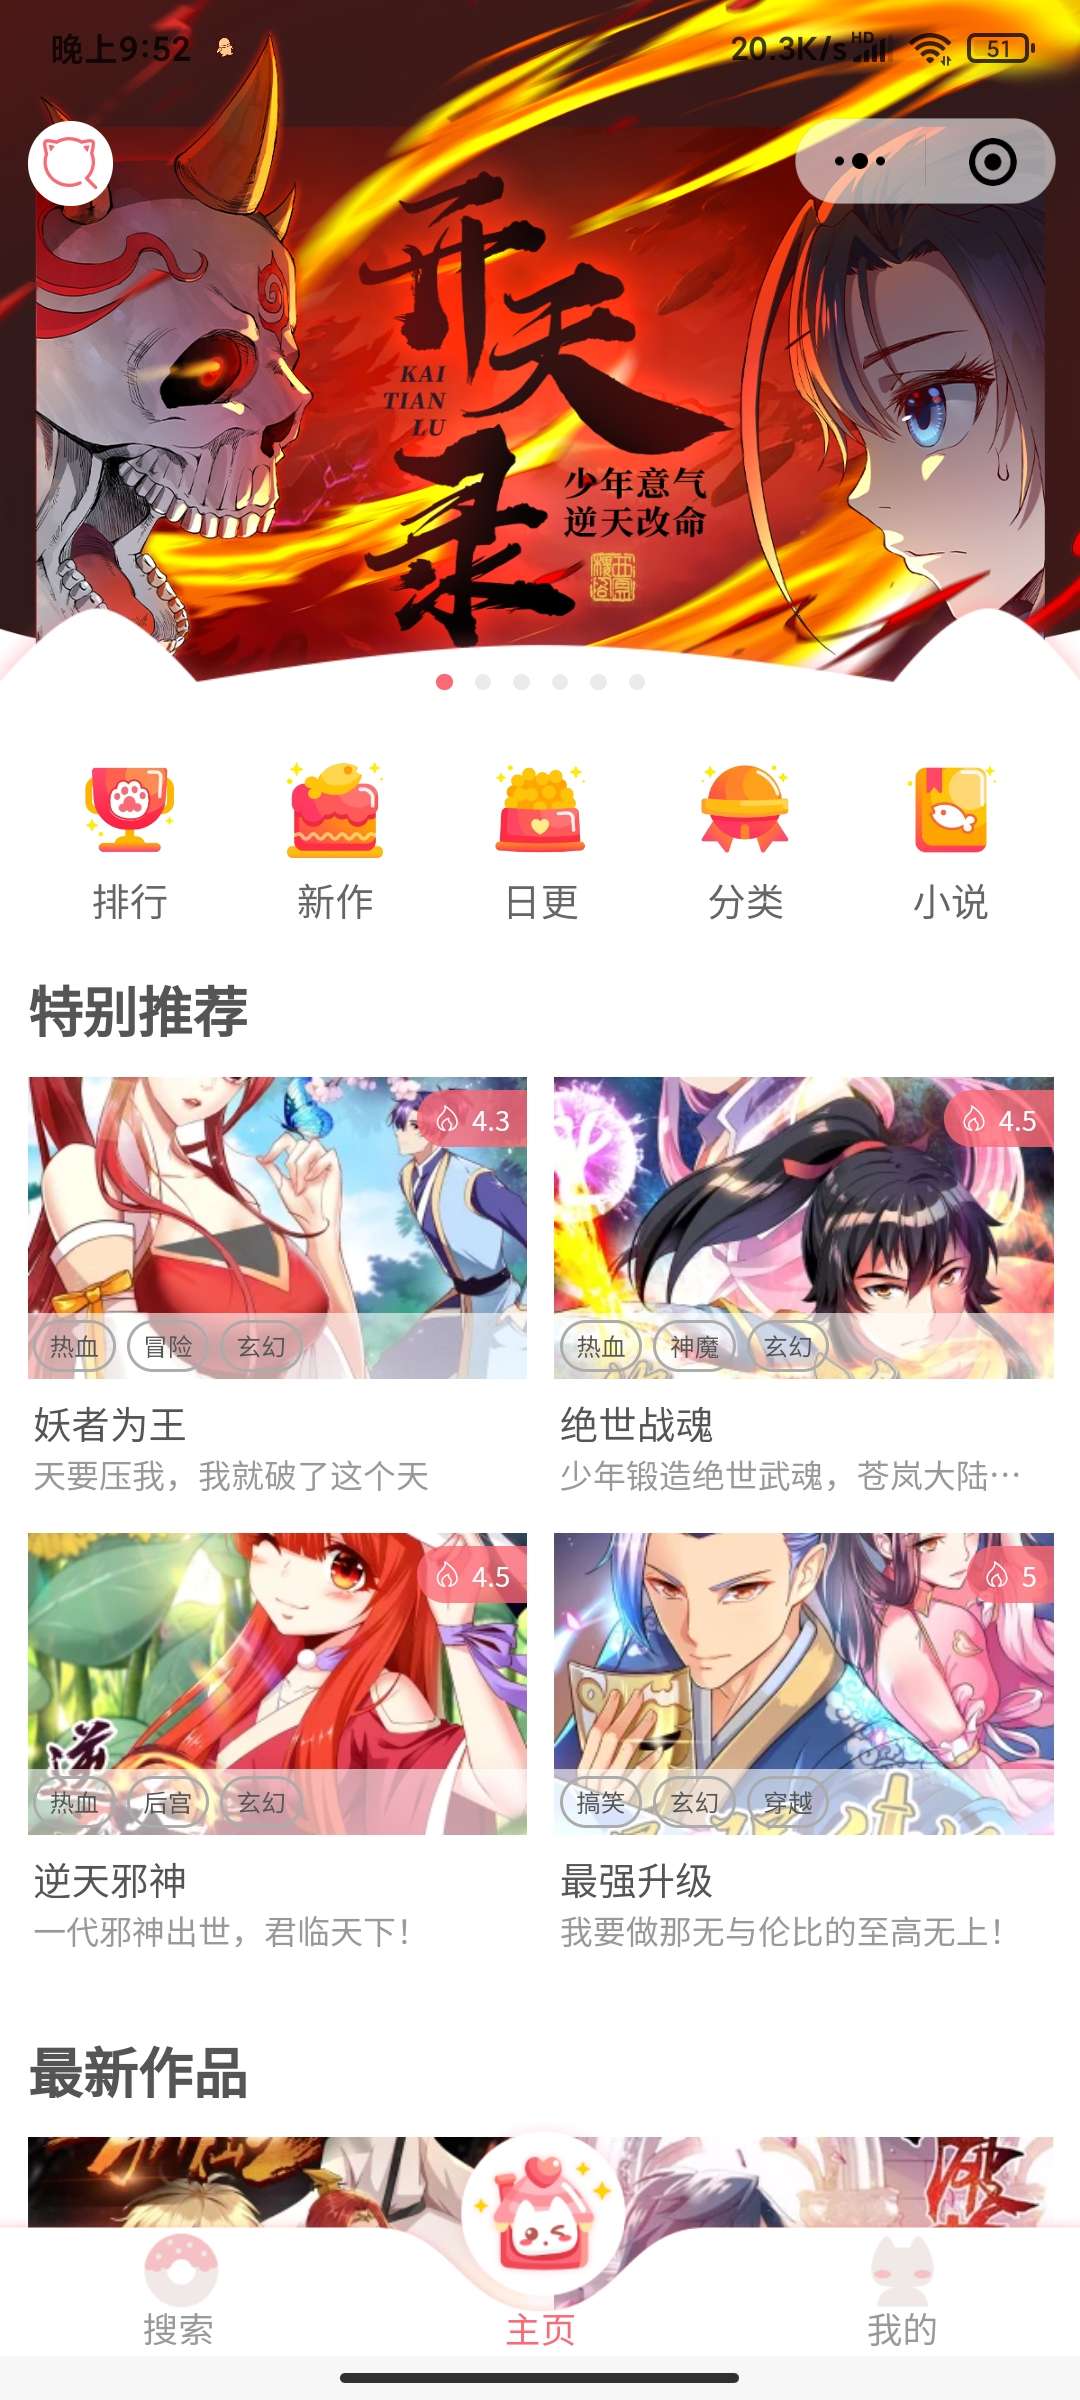 晚上9:52
20.3K/s
HD
51
开天录
KAI
TIAN
LU
少年意气
逆天改命
排行
新作
日更
分类
小说
特别推荐
4.3
4.5
热血 冒险 玄幻
热血 神魔 玄幻
妖者为王
绝世战魂
天要压我，我就破了这个天
少年锻造绝世武魂，苍岚大陆…
4.5
5
逆
热血 后宫 玄幻
搞笑 玄幻 穿越
逆天邪神
最强升级
一代邪神出世，君临天下！
我要做那无与伦比的至高无上！
最新作品
搜索
主页
我的